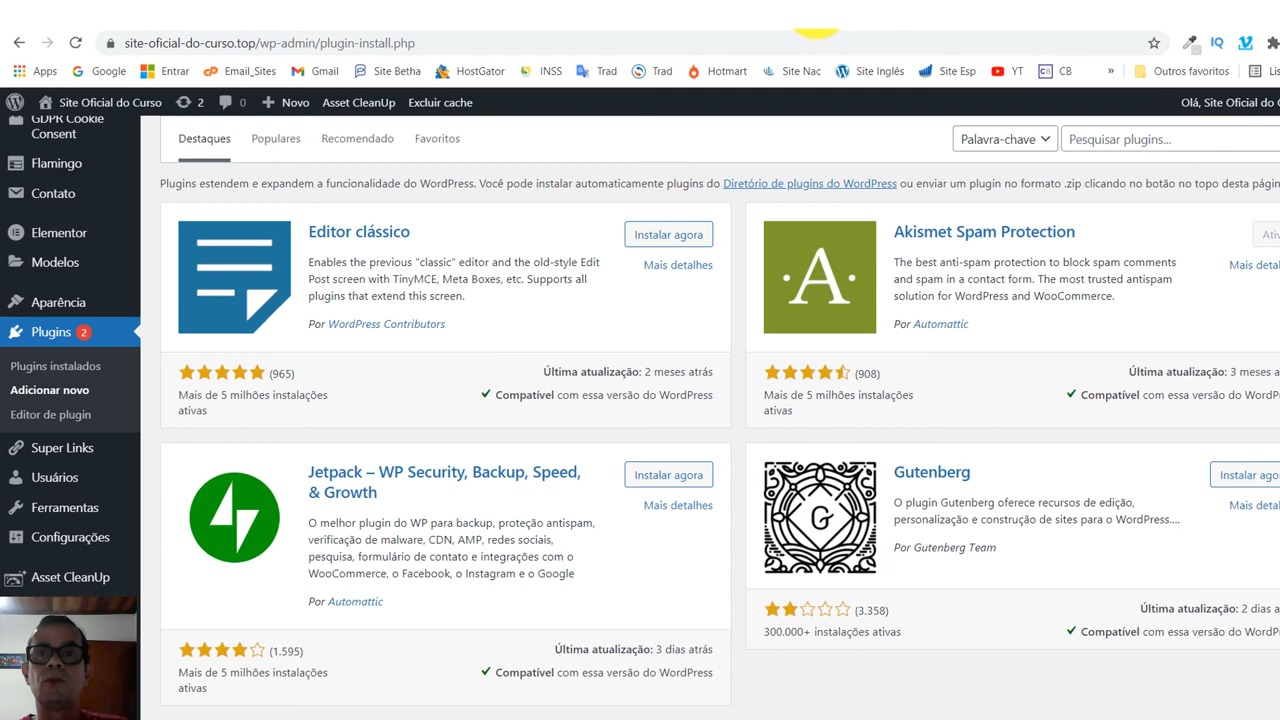 site-oficial-do-curso.top/wp-admin/plugin-install.php
Apps Google Entrar Email_Sites Gmail Site Betha HostGator INSS Trad Trad Hotmart Site Nac Site Inglês Site Esp YT CB » Outros favoritos
Site Oficial do Curso 2 0 Novo Asset CleanUp Excluir cache Olá, Site Oficial do
GDPR Cookie
Consent
Flamingo
Contato
Elementor
Modelos
Aparência
Plugins 2
Plugins instalados
Adicionar novo
Editor de plugin
Super Links
Usuários
Ferramentas
Configurações
Asset CleanUp
Destaques Populares Recomendado Favoritos Palavra-chave Pesquisar plugins...
Plugins estendem e expandem a funcionalidade do WordPress. Você pode instalar automaticamente plugins do Diretório de plugins do WordPress ou enviar um plugin no formato .zip clicando no botão no topo desta
Editor clássico
Instalar agora
Mais detalhes
Enables the previous "classic" editor and the old-style Edit
Post screen with TinyMCE, Meta Boxes, etc. Supports all
plugins that extend this screen.
Por WordPress Contributors
(965)
Última atualização: 2 meses atrás
Mais de 5 milhões instalações
ativas
Compatível com essa versão do WordPress
A
Akismet Spam Protection
Mais
The best anti-spam protection to block spam comments
and spam in a contact form. The most trusted antispam
solution for WordPress and WooCommerce.
Por Automattic
(908)
Última atualização: 3 meses
Mais de 5 milhões instalações
ativas
Compatível com essa versão do WordPress
Jetpack – WP Security, Backup, Speed,
& Growth
Instalar agora
Mais detalhes
O melhor plugin do WP para backup, proteção antispam,
verificação de malware, CDN, AMP, redes sociais,
pesquisa, formulário de contato e integrações com o
WooCommerce, o Facebook, o Instagram e o Google
Por Automattic
(1.595)
Última atualização: 3 dias atrás
Mais de 5 milhões instalações
ativas
Compatível com essa versão do WordPress
G
Gutenberg
Instalar
Mais
O plugin Gutenberg oferece recursos de edição,
personalização e construção de sites para o WordPress....
Por Gutenberg Team
(3.358)
Última atualização: 2 dias
300.000+ instalações ativas
Compatível com essa versão do WordPress